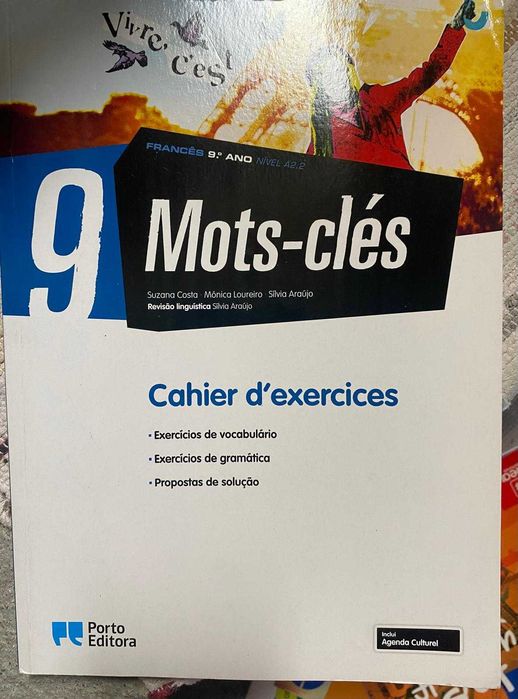 Vivre, c'est
FRANCÊS 9.º ANO NÍVEL A2.2
9 Mots-clés
Suzana Costa · Mónica Loureiro · Sílvia Araújo
Revisão linguística Sílvia Araújo
Cahier d'exercices
• Exercícios de vocabulário
• Exercícios de gramática
• Propostas de solução
Porto
Editora
Inclui
Agenda Culturel